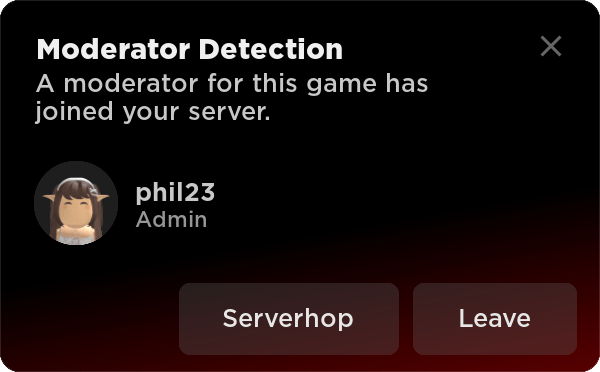 Moderator Detection
A moderator for this game has
joined your server.
phil23
Admin
Serverhop
Leave